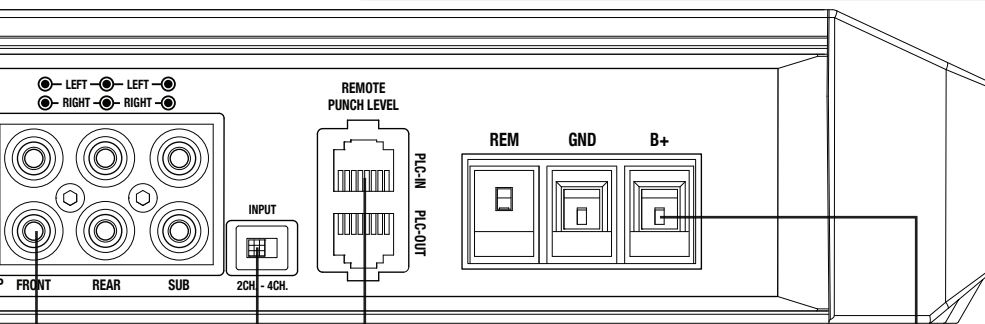 LEFT LEFT
RIGHT RIGHT
REMOTE
PUNCH LEVEL
PLC-IN
PLC-OUT
REM GND B+
INPUT
2CH. - 4CH.
P FRONT REAR SUB